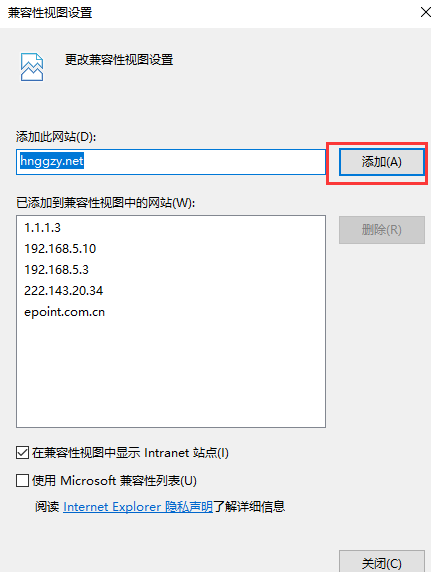 兼容性视图设置
更改兼容性视图设置
添加此网站(D):
hnggzy.net
添加(A)
已添加到兼容性视图中的网站(W):
1.1.1.3
192.168.5.10
192.168.5.3
222.143.20.34
epoint.com.cn
删除(R)
在兼容性视图中显示 Intranet 站点(I)
使用 Microsoft 兼容性列表(U)
阅读 Internet Explorer 隐私声明了解详细信息
关闭(C)